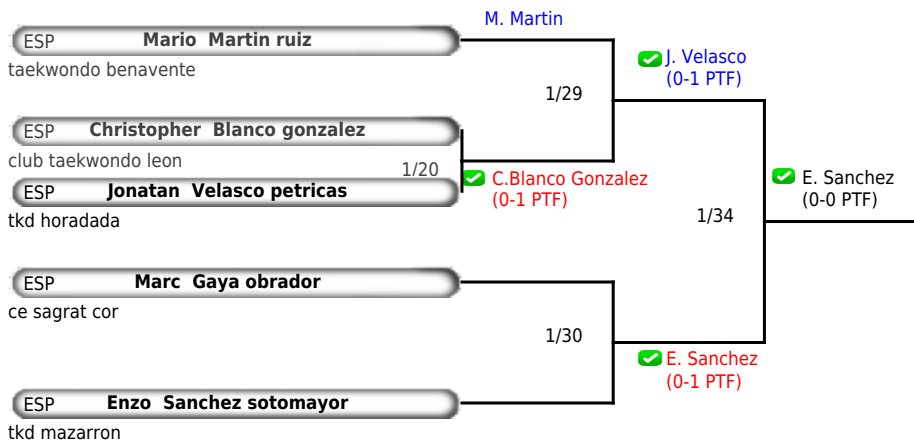 M. Martin
ESP Mario Martin ruiz
taekwondo benavente
J. Velasco
(0-1 PTF)
1/29
ESP Christopher Blanco gonzalez
club taekwondo leon
1/20
C.Blanco Gonzalez
(0-1 PTF)
ESP Jonatan Velasco petricas
tkd horadada
E. Sanchez
(0-0 PTF)
1/34
ESP Marc Gaya obrador
ce sagrat cor
1/30
E. Sanchez
(0-1 PTF)
ESP Enzo Sanchez sotomayor
tkd mazarron